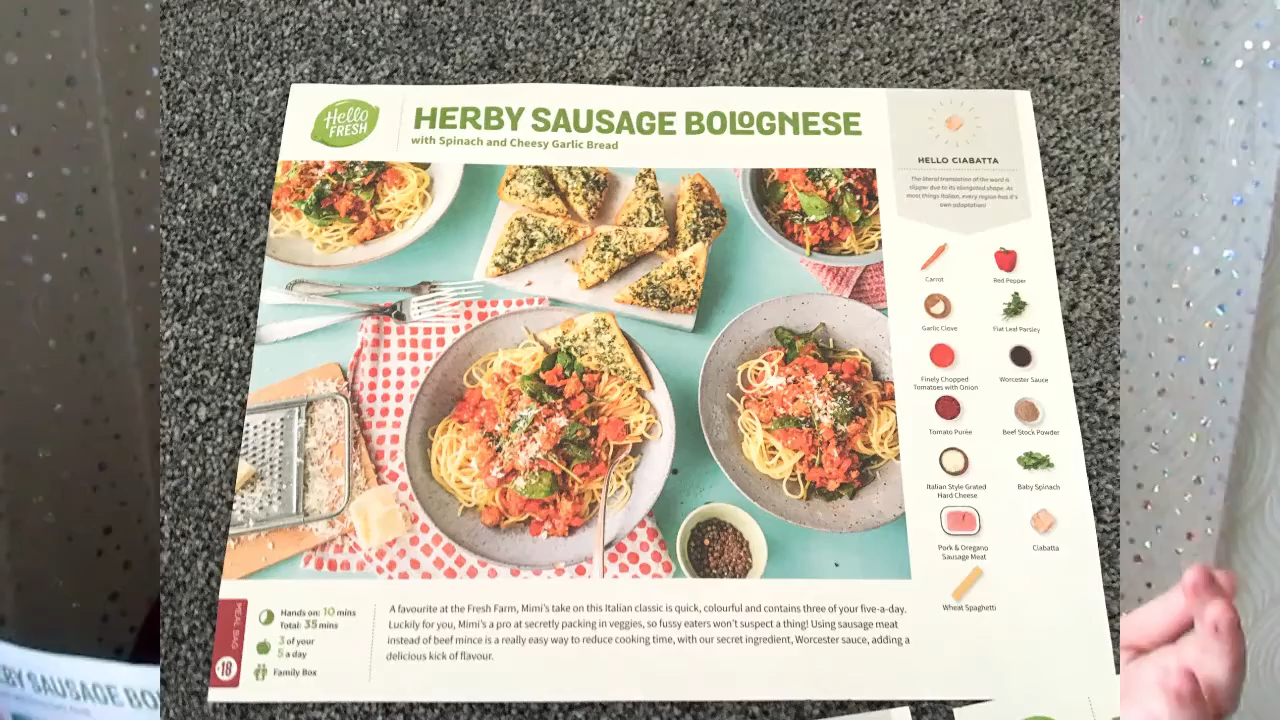 Hello
FRESH
HERBY SAUSAGE BOLOGNESE
with Spinach and Cheesy Garlic Bread
HELLO CIABATTA
The literal translation of the word is
slipper due to its elongated shape. As
most things Italian, every region has it's
own adaptation!
Carrot
Red Pepper
Garlic Clove
Flat Leaf Parsley
Finely Chopped
Tomatoes with Onion
Worcester Sauce
Tomato Purée
Beef Stock Powder
Italian Style Grated
Hard Cheese
Baby Spinach
Pork & Oregano
Sausage Meat
Ciabatta
Wheat Spaghetti
MEAL BAG
18
Hands on: 10 mins
Total: 35 mins
3 of your
5 a day
Family Box
A favourite at the Fresh Farm, Mimi's take on this Italian classic is quick, colourful and contains three of your five-a-day.
Luckily for you, Mimi's a pro at secretly packing in veggies, so fussy eaters won't suspect a thing! Using sausage meat
instead of beef mince is a really easy way to reduce cooking time, with our secret ingredient, Worcester sauce, adding a
delicious kick of flavour.
SAUSAGE BO